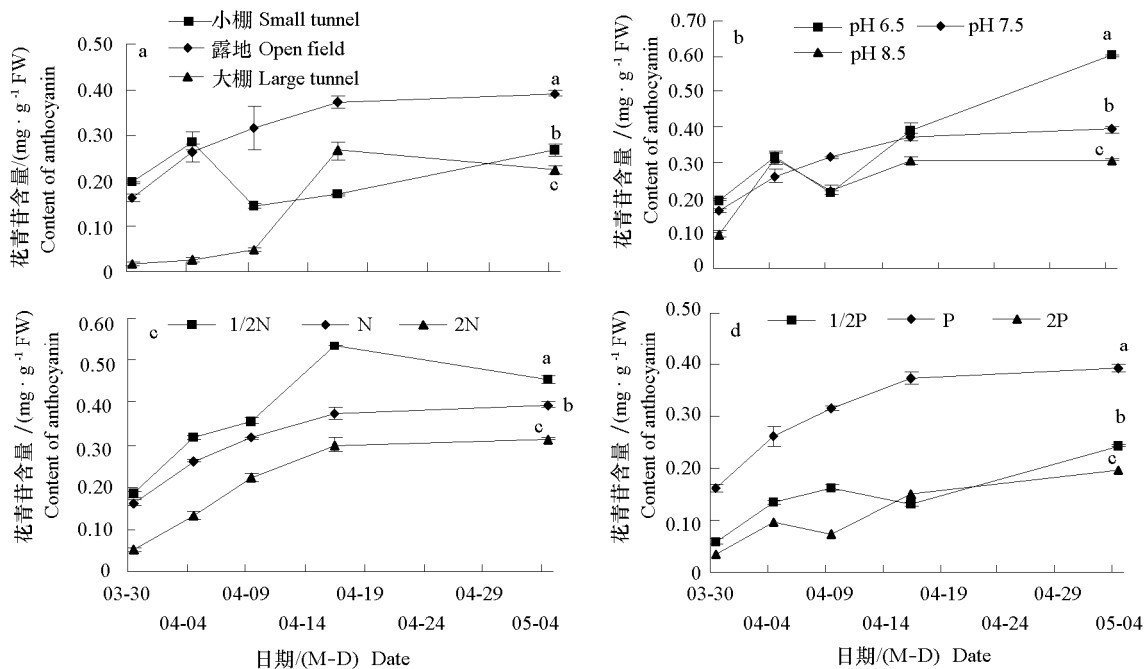 a
小棚 Small tunnel
露地 Open field
大棚 Large tunnel
花青苷含量/(mg·g⁻¹ FW)
Content of anthocyanin
0.50
0.40
0.30
0.20
0.10
0
a
b
c
b
pH 6.5
pH 7.5
pH 8.5
花青苷含量/(mg·g⁻¹ FW)
Content of anthocyanin
0.70
0.60
0.40
0.30
0.20
0.10
0
a
b
c
c
1/2N
N
2N
花青苷含量/(mg·g⁻¹ FW)
Content of anthocyanin
0.60
0.50
0.40
0.30
0.20
0.10
0
a
b
c
03-30
04-09
04-19
04-29
04-04
04-14
04-24
05-04
日期/(M-D) Date
d
1/2P
P
2P
花青苷含量/(mg·g⁻¹ FW)
Content of anthocyanin
0.50
0.40
0.30
0.20
0.10
0
a
b
c
03-30
04-09
04-19
04-29
04-04
04-14
04-24
05-04
日期/(M-D) Date